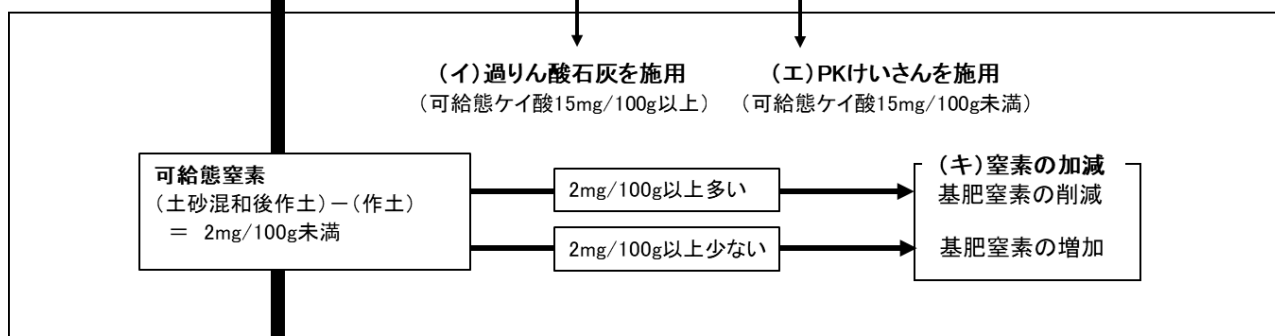 (イ)過りん酸石灰を施用
(可給態ケイ酸15mg/100g以上)
(エ)PKけいさんを施用
(可給態ケイ酸15mg/100g未満)
可給態窒素
(土砂混和後作土)-(作土)
= 2mg/100g未満
2mg/100g以上多い
2mg/100g以上少ない
(キ)窒素の加減
基肥窒素の削減
基肥窒素の増加